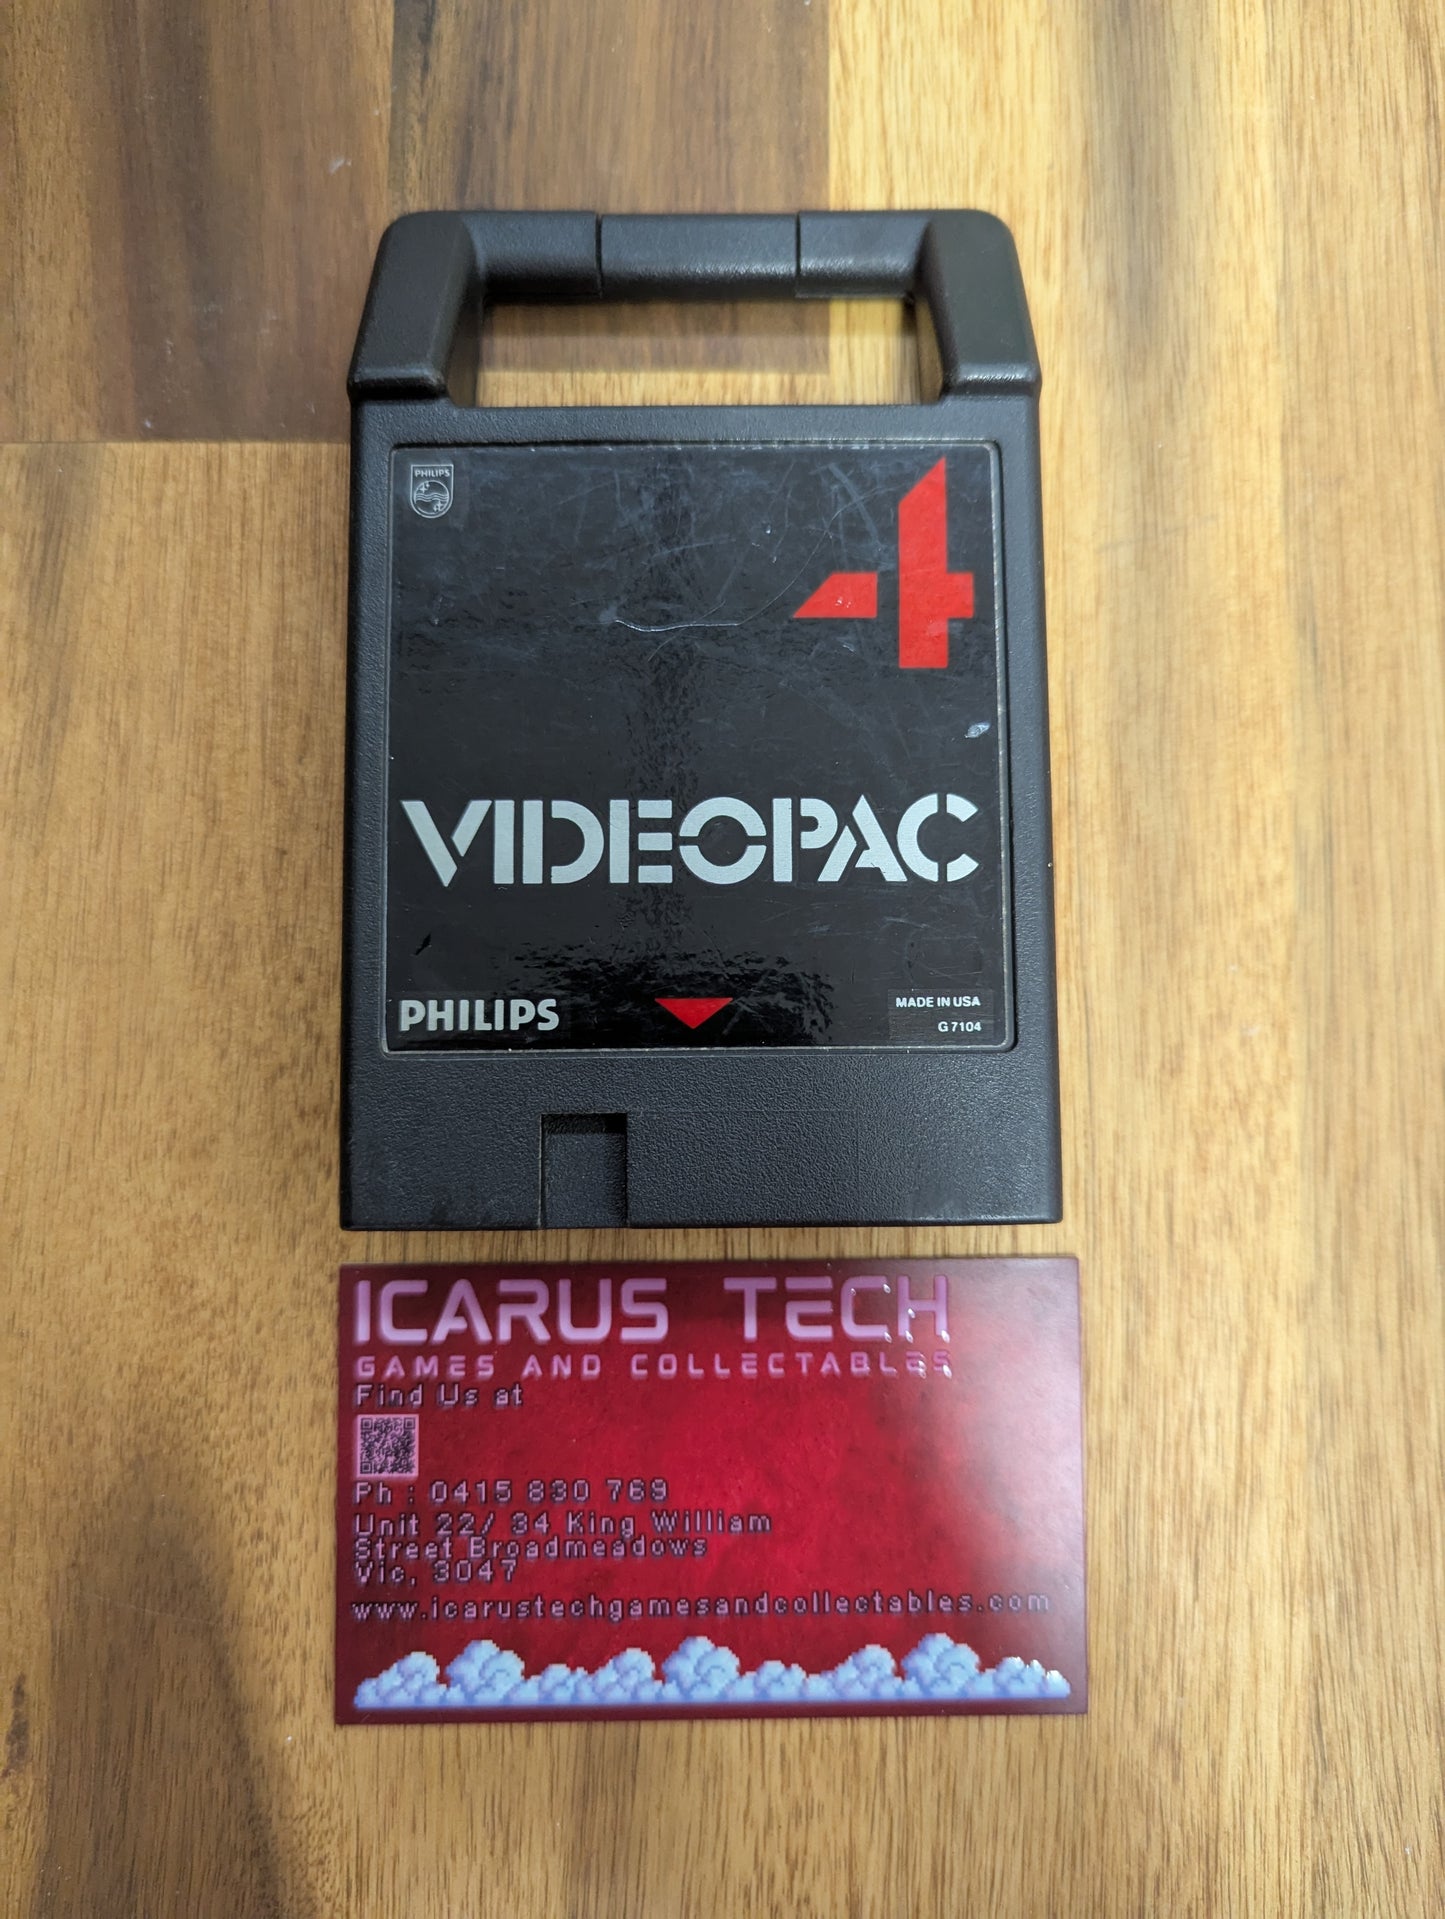 PHILIPS
4
VIDEOPAC
PHILIPS
MADE IN USA
G 7104
ICARUS TECH
GAMES AND COLLECTABLES
Find Us at
Ph : 0415 830 769
Unit 22/ 34 King William
Street Broadmeadows
Vic, 3047
www.icarustechgamesandcollectables.com